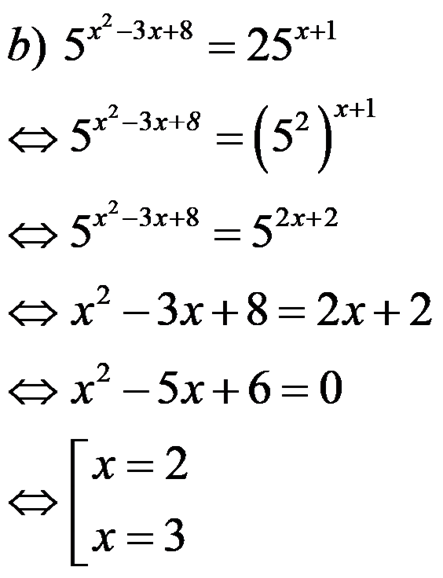 b) 5^{x^2-3x+8} = 25^{x+1}
⇔ 5^{x^2-3x+8} = (5^2)^{x+1}
⇔ 5^{x^2-3x+8} = 5^{2x+2}
⇔ x^2 - 3x + 8 = 2x + 2
⇔ x^2 - 5x + 6 = 0
⇔ [ x = 2
x = 3